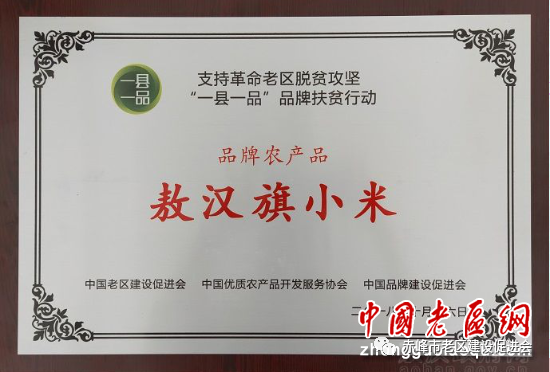 一县
一品
支持革命老区脱贫攻坚
“一县一品”品牌扶贫行动
品牌农产品
敖汉旗小米
中国老区建设促进会 中国优质农产品开发服务协会 中国品牌建设促进会
中国老区网
赤峰市老区建设促进会